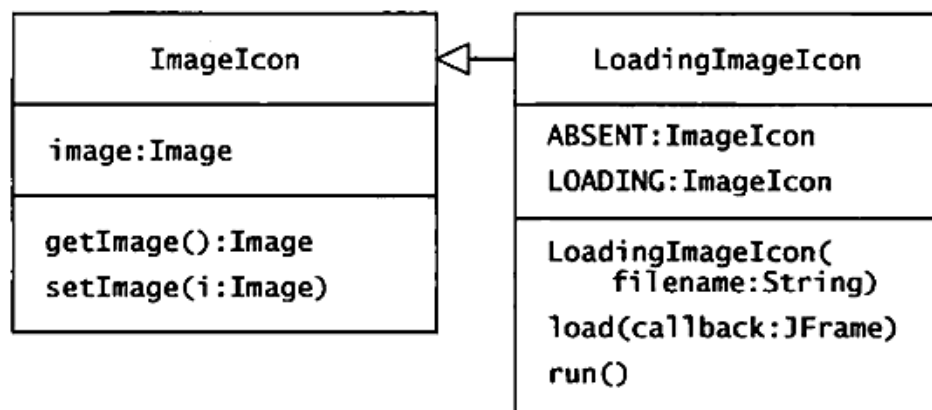 ImageIcon
image:Image
getImage():Image
setImage(i:Image)
LoadingImageIcon
ABSENT:ImageIcon
LOADING:ImageIcon
LoadingImageIcon(
filename:String)
load(callback:JFrame)
run()